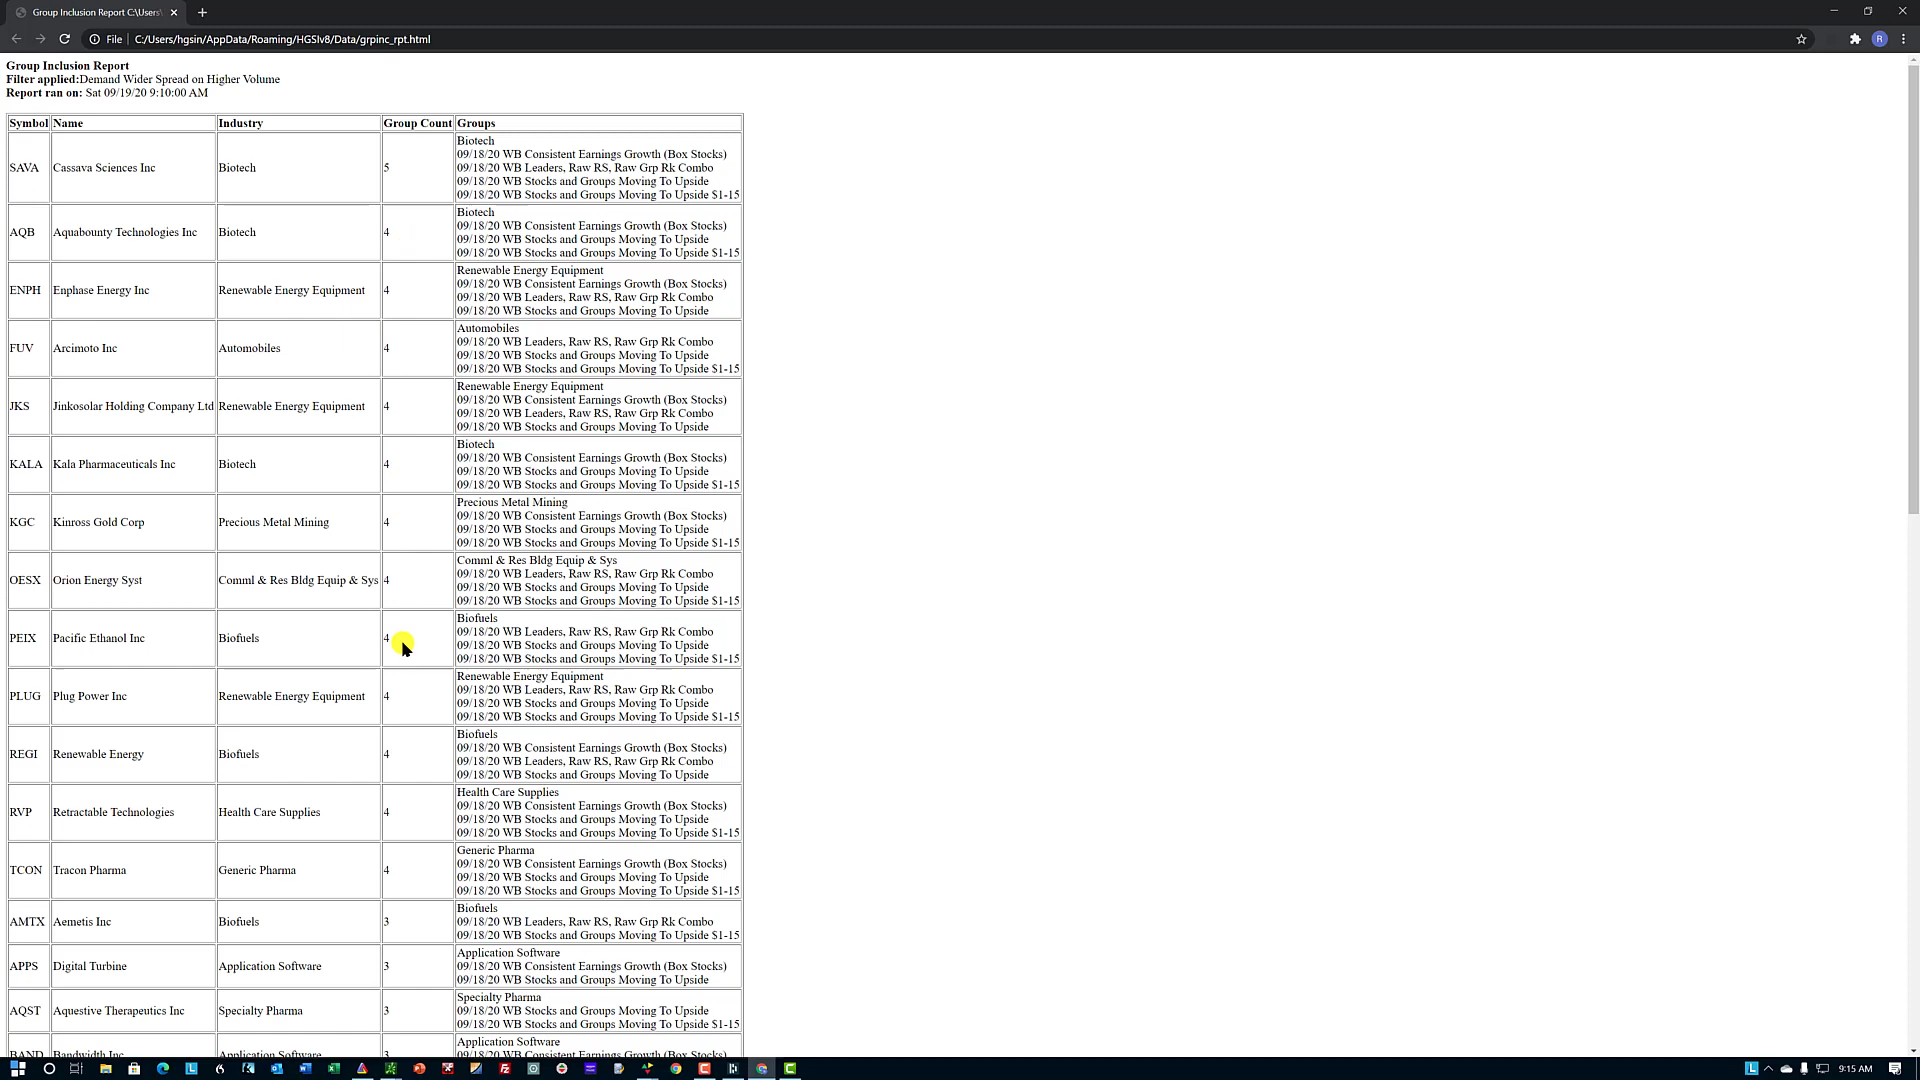 Group Inclusion Report C:\Users\
File
C:/Users/hgsin/AppData/Roaming/HGSIv8/Data/grpinc_rpt.html
R
Group Inclusion Report
Filter applied:Demand Wider Spread on Higher Volume
Report ran on: Sat 09/19/20 9:10:00 AM
Symbol Name Industry Group Count Groups
SAVA Cassava Sciences Inc Biotech 5
Biotech
09/18/20 WB Consistent Earnings Growth (Box Stocks)
09/18/20 WB Leaders, Raw RS, Raw Grp Rk Combo
09/18/20 WB Stocks and Groups Moving To Upside
09/18/20 WB Stocks and Groups Moving To Upside $1-15
AQB Aquabounty Technologies Inc Biotech 4
Biotech
09/18/20 WB Consistent Earnings Growth (Box Stocks)
09/18/20 WB Stocks and Groups Moving To Upside
09/18/20 WB Stocks and Groups Moving To Upside $1-15
ENPH Enphase Energy Inc Renewable Energy Equipment 4
Renewable Energy Equipment
09/18/20 WB Consistent Earnings Growth (Box Stocks)
09/18/20 WB Leaders, Raw RS, Raw Grp Rk Combo
09/18/20 WB Stocks and Groups Moving To Upside
FUV Arcimoto Inc Automobiles 4
Automobiles
09/18/20 WB Leaders, Raw RS, Raw Grp Rk Combo
09/18/20 WB Stocks and Groups Moving To Upside
09/18/20 WB Stocks and Groups Moving To Upside $1-15
JKS Jinkosolar Holding Company Ltd Renewable Energy Equipment 4
Renewable Energy Equipment
09/18/20 WB Consistent Earnings Growth (Box Stocks)
09/18/20 WB Leaders, Raw RS, Raw Grp Rk Combo
09/18/20 WB Stocks and Groups Moving To Upside
KALA Kala Pharmaceuticals Inc Biotech 4
Biotech
09/18/20 WB Consistent Earnings Growth (Box Stocks)
09/18/20 WB Stocks and Groups Moving To Upside
09/18/20 WB Stocks and Groups Moving To Upside $1-15
KGC Kinross Gold Corp Precious Metal Mining 4
Precious Metal Mining
09/18/20 WB Consistent Earnings Growth (Box Stocks)
09/18/20 WB Stocks and Groups Moving To Upside
09/18/20 WB Stocks and Groups Moving To Upside $1-15
OESX Orion Energy Syst Comml & Res Bldg Equip & Sys 4
Comml & Res Bldg Equip & Sys
09/18/20 WB Leaders, Raw RS, Raw Grp Rk Combo
09/18/20 WB Stocks and Groups Moving To Upside
09/18/20 WB Stocks and Groups Moving To Upside $1-15
PEIX Pacific Ethanol Inc Biofuels 4
Biofuels
09/18/20 WB Leaders, Raw RS, Raw Grp Rk Combo
09/18/20 WB Stocks and Groups Moving To Upside
09/18/20 WB Stocks and Groups Moving To Upside $1-15
PLUG Plug Power Inc Renewable Energy Equipment 4
Renewable Energy Equipment
09/18/20 WB Leaders, Raw RS, Raw Grp Rk Combo
09/18/20 WB Stocks and Groups Moving To Upside
09/18/20 WB Stocks and Groups Moving To Upside $1-15
REGI Renewable Energy Biofuels 4
Biofuels
09/18/20 WB Consistent Earnings Growth (Box Stocks)
09/18/20 WB Leaders, Raw RS, Raw Grp Rk Combo
09/18/20 WB Stocks and Groups Moving To Upside
RVP Retractable Technologies Health Care Supplies 4
Health Care Supplies
09/18/20 WB Consistent Earnings Growth (Box Stocks)
09/18/20 WB Stocks and Groups Moving To Upside
09/18/20 WB Stocks and Groups Moving To Upside $1-15
TCON Tracon Pharma Generic Pharma 4
Generic Pharma
09/18/20 WB Consistent Earnings Growth (Box Stocks)
09/18/20 WB Stocks and Groups Moving To Upside
09/18/20 WB Stocks and Groups Moving To Upside $1-15
AMTX Aemetis Inc Biofuels 3
Biofuels
09/18/20 WB Leaders, Raw RS, Raw Grp Rk Combo
09/18/20 WB Stocks and Groups Moving To Upside $1-15
APPS Digital Turbine Application Software 3
Application Software
09/18/20 WB Consistent Earnings Growth (Box Stocks)
09/18/20 WB Stocks and Groups Moving To Upside
AQST Aquestive Therapeutics Inc Specialty Pharma 3
Specialty Pharma
09/18/20 WB Stocks and Groups Moving To Upside
09/18/20 WB Stocks and Groups Moving To Upside $1-15
BAND Bandwidth Inc Application Software 3
Application Software
09/18/20 WB Consistent Earnings Growth (Box Stocks)
9:15 AM